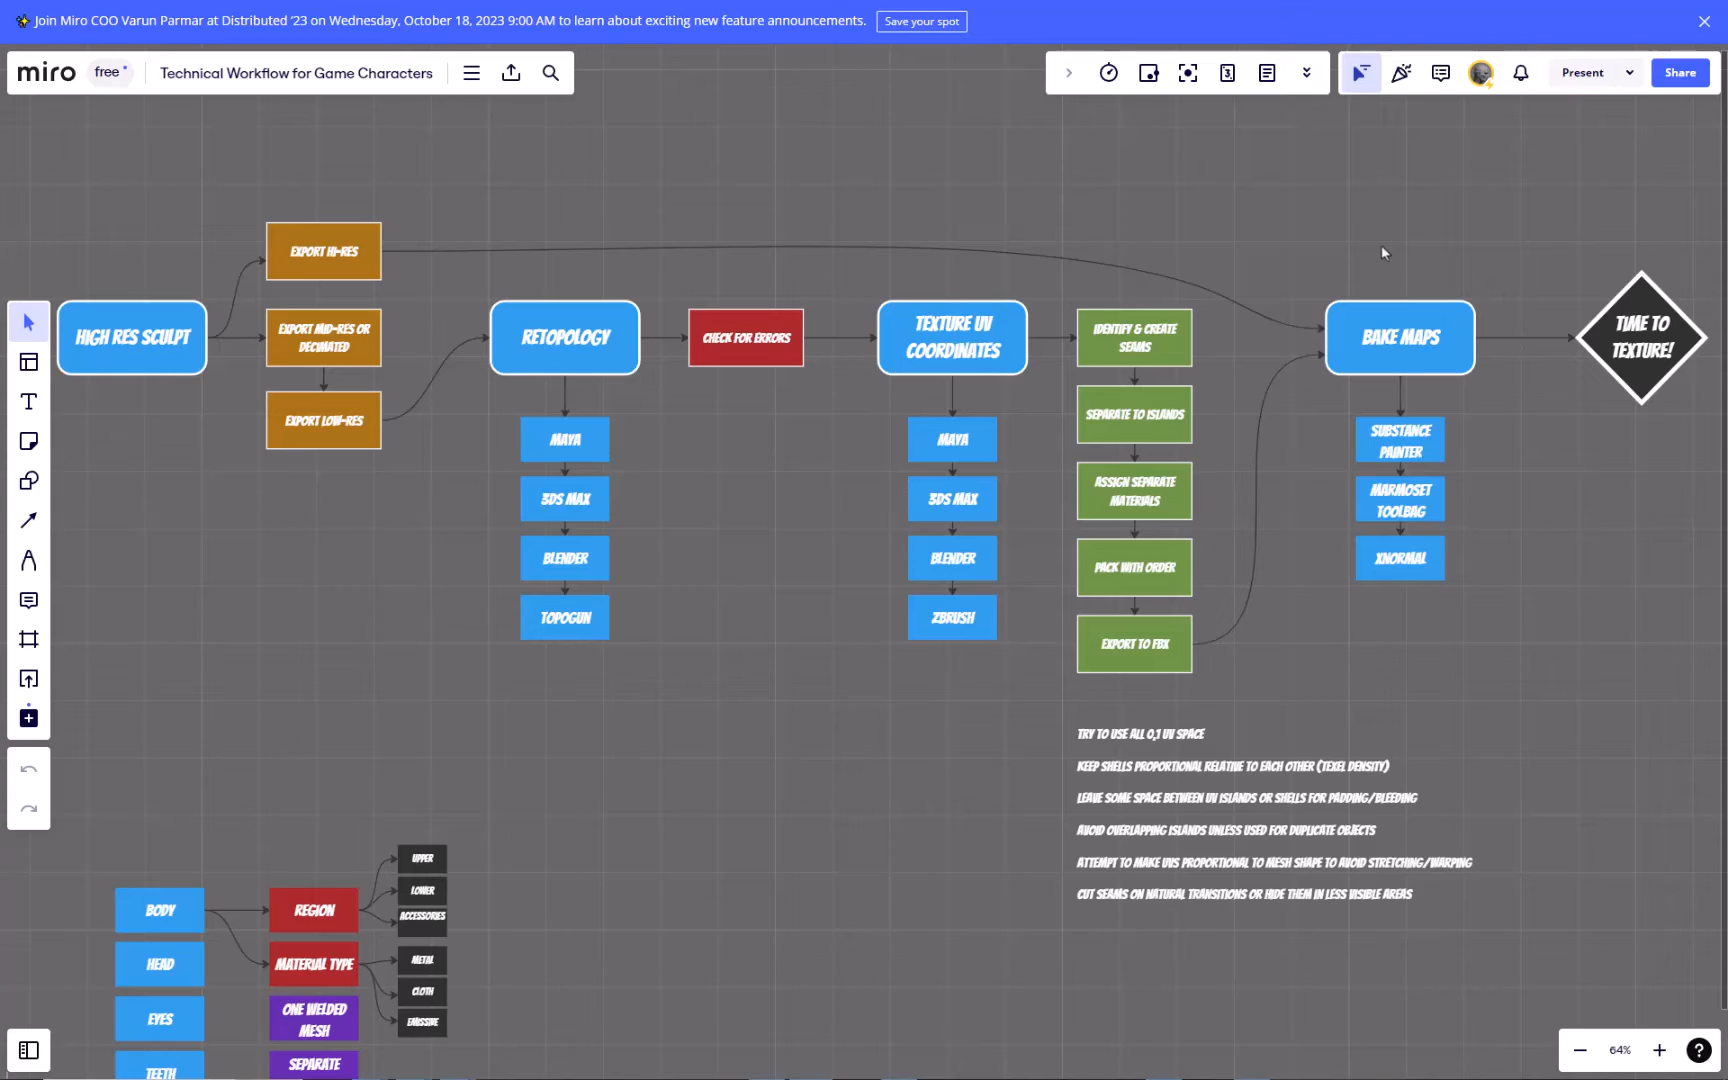 ✨ Join Miro COO Varun Parmar at Distributed '23 on Wednesday, October 18, 2023 9:00 AM to learn about exciting new feature announcements. Save your spot
miro free Technical Workflow for Game Characters
3
Present
Share
EXPORT HI-RES
HIGH RES SCULPT
EXPORT MID-RES OR
DECIMATED
EXPORT LOW-RES
RETOPOLOGY
MAYA
3DS MAX
BLENDER
TOPOGUN
CHECK FOR ERRORS
TEXTURE UV
COORDINATES
MAYA
3DS MAX
BLENDER
ZBRUSH
IDENTIFY & CREATE
SEAMS
SEPARATE TO ISLANDS
ASSIGN SEPARATE
MATERIALS
PACK WITH ORDER
EXPORT TO FBX
BAKE MAPS
SUBSTANCE
PAINTER
MARMOSET
TOOLBAG
XNORMAL
TIME TO
TEXTURE!
TRY TO USE ALL 0,1 UV SPACE
KEEP SHELLS PROPORTIONAL RELATIVE TO EACH OTHER (TEXEL DENSITY)
LEAVE SOME SPACE BETWEEN UV ISLANDS OR SHELLS FOR PADDING/BLEEDING
AVOID OVERLAPPING ISLANDS UNLESS USED FOR DUPLICATE OBJECTS
ATTEMPT TO MAKE UVS PROPORTIONAL TO MESH SHAPE TO AVOID STRETCHING/WARPING
CUT SEAMS ON NATURAL TRANSITIONS OR HIDE THEM IN LESS VISIBLE AREAS
BODY
HEAD
EYES
TEETH
REGION
MATERIAL TYPE
ONE WELDED
MESH
SEPARATE
UPPER
LOWER
ACCESSORIES
METAL
CLOTH
EMISSIVE
64%
?